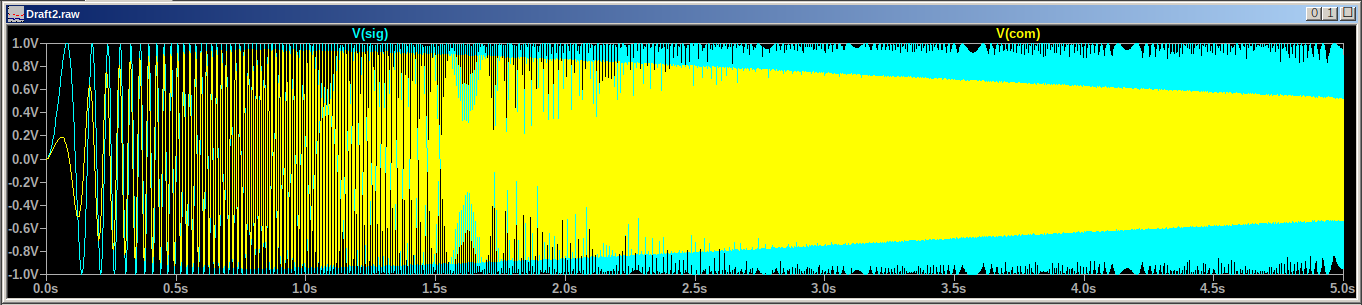 Draft2.raw
V(sig) V(com)
1.0V
0.8V
0.6V
0.4V
0.2V
0.0V
-0.2V
-0.4V
-0.6V
-0.8V
-1.0V
0.0s 0.5s 1.0s 1.5s 2.0s 2.5s 3.0s 3.5s 4.0s 4.5s 5.0s